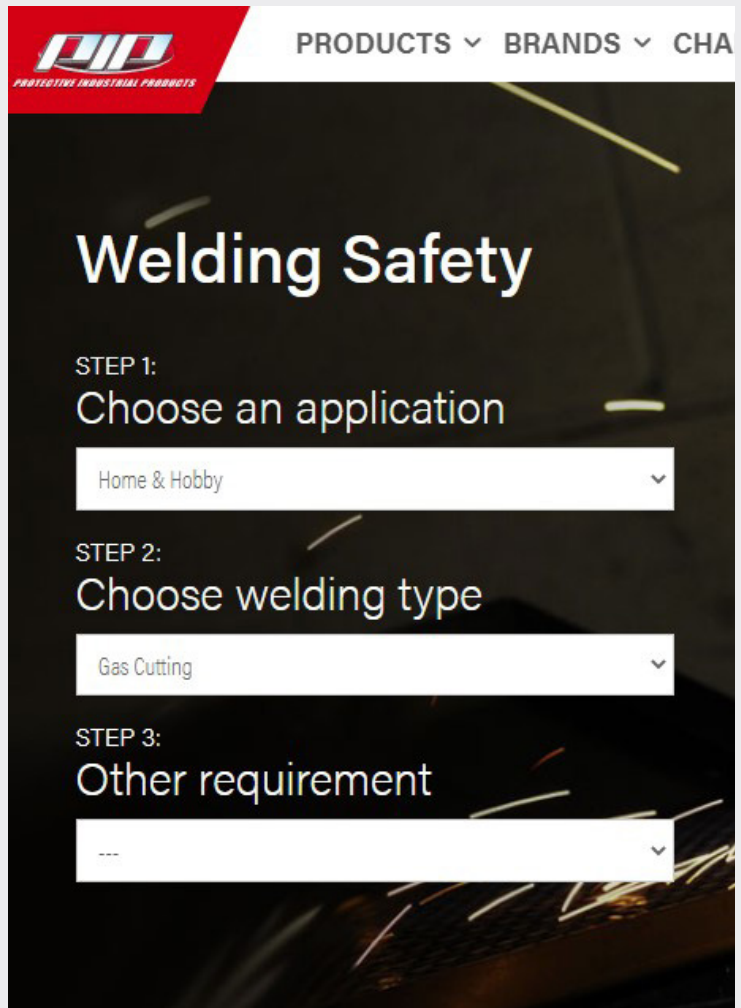 PIP
PROTECTIVE INDUSTRIAL PRODUCTS
PRODUCTS BRANDS CHA
Welding Safety
STEP 1:
Choose an application
Home & Hobby
STEP 2:
Choose welding type
Gas Cutting
STEP 3:
Other requirement
---